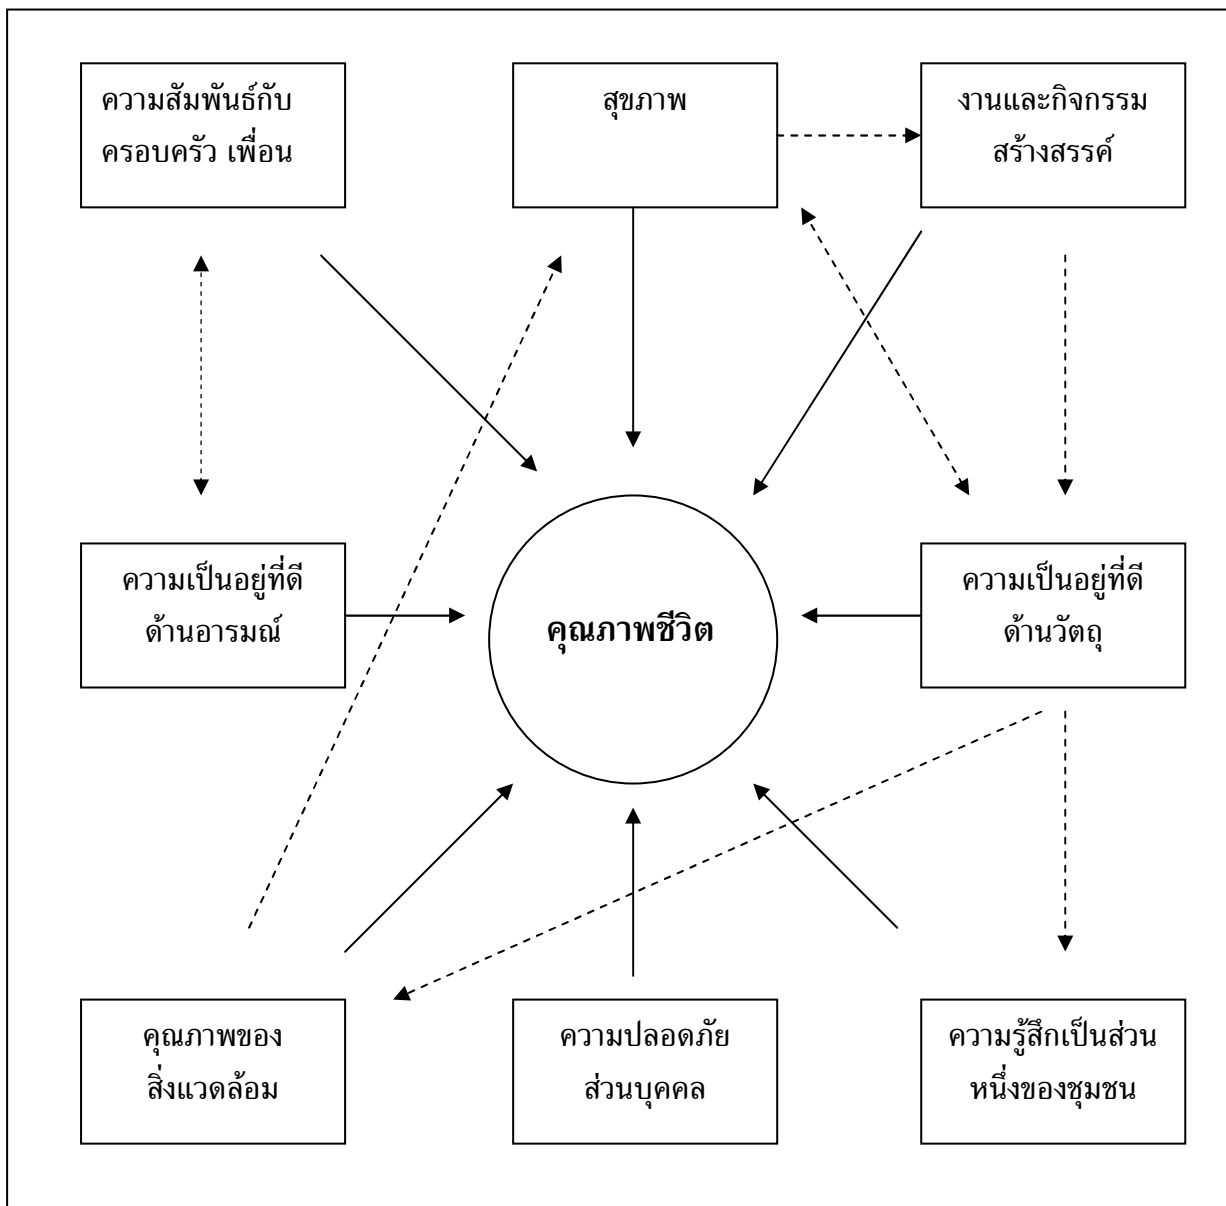 ความสัมพันธ์กับ
ครอบครัว เพื่อน
สุขภาพ
งานและกิจกรรม
สร้างสรรค์
ความเป็นอยู่ที่ดี
ด้านอารมณ์
คุณภาพชีวิต
ความเป็นอยู่ที่ดี
ด้านวัตถุ
คุณภาพของ
สิ่งแวดล้อม
ความปลอดภัย
ส่วนบุคคล
ความรู้สึกเป็นส่วน
หนึ่งของชุมชน